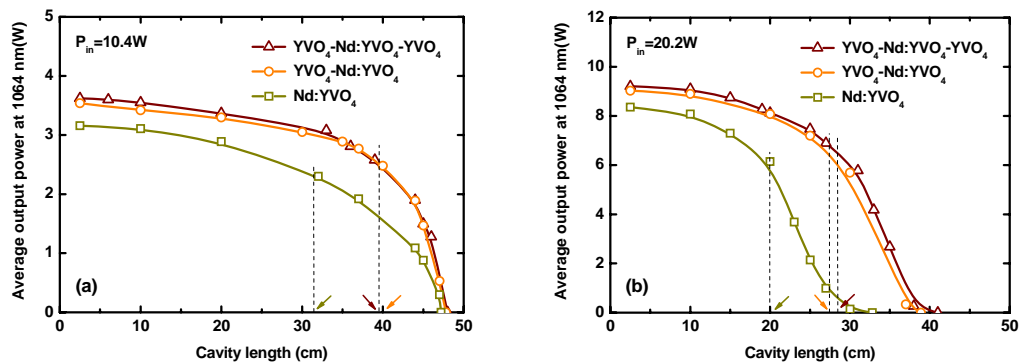 5
4
3
2
1
0
0 10 20 30 40 50
Average output power at 1064 nm(W)
Cavity length (cm)
P_in=10.4W
YVO₄-Nd:YVO₄-YVO₄
YVO₄-Nd:YVO₄
Nd:YVO₄
(a)
12
10
8
6
4
2
0
0 10 20 30 40 50
Average output power at 1064 nm(W)
Cavity length (cm)
P_in=20.2W
YVO₄-Nd:YVO₄-YVO₄
YVO₄-Nd:YVO₄
Nd:YVO₄
(b)